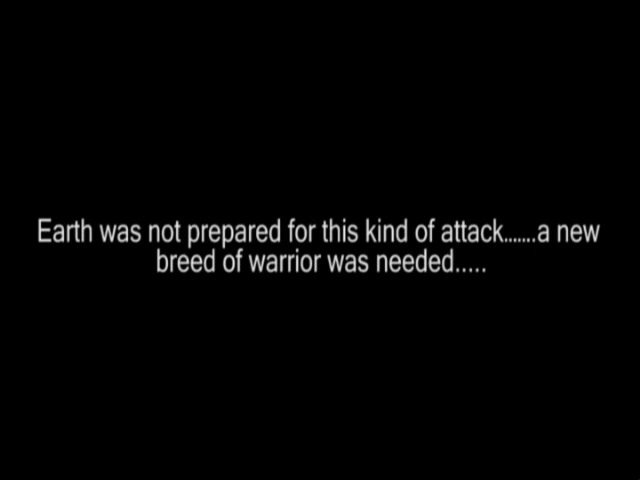 Earth was not prepared for this kind of attack.......a new
breed of warrior was needed.....